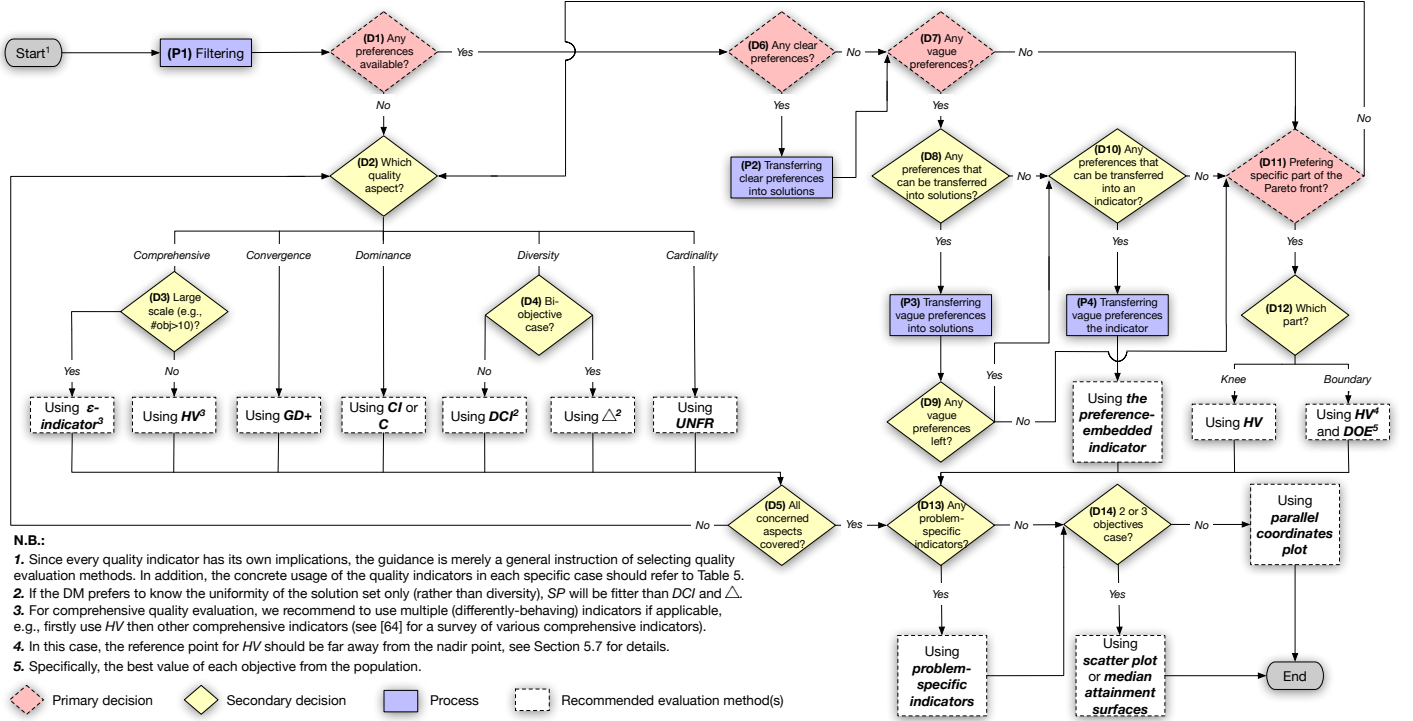 Start1
(P1) Filtering
(D1) Any
preferences
available?
Yes
(D6) Any clear
preferences?
No
(D7) Any
vague
preferences?
No
No
Yes
Yes
No
(D2) Which
quality
aspect?
(P2) Transferring
clear preferences
into solutions
(D8) Any
preferences that
can be transferred
into solutions?
No
(D10) Any
preferences that
can be transferred
into an
indicator?
No
(D11) Prefering
specific part of the
Pareto front?
Yes
Yes
Yes
Comprehensive
Convergence
Dominance
Diversity
Cardinality
(D3) Large
scale (e.g.,
#obj>10)?
(D4) Bi-
objective
case?
(P3) Transferring
vague preferences
into solutions
(P4) Transferring
vague preferences
the indicator
(D12) Which
part?
Yes
No
No
Yes
Yes
Knee
Boundary
Using ε-
indicator3
Using HV3
Using GD+
Using CI or
C
Using DCI2
Using △2
Using
UNFR
(D9) Any
vague
preferences
left?
No
Using the
preference-
embedded
indicator
Using HV
Using HV4
and DOE5
No
(D5) All
concerned
aspects
covered?
Yes
(D13) Any
problem-
specific
indicators?
No
(D14) 2 or 3
objectives
case?
No
Using
parallel
coordinates
plot
N.B.:
1. Since every quality indicator has its own implications, the guidance is merely a general instruction of selecting quality
evaluation methods. In addition, the concrete usage of the quality indicators in each specific case should refer to Table 5.
2. If the DM prefers to know the uniformity of the solution set only (rather than diversity), SP will be fitter than DCI and △.
3. For comprehensive quality evaluation, we recommend to use multiple (differently-behaving) indicators if applicable,
e.g., firstly use HV then other comprehensive indicators (see [64] for a survey of various comprehensive indicators).
4. In this case, the reference point for HV should be far away from the nadir point, see Section 5.7 for details.
5. Specifically, the best value of each objective from the population.
Yes
Yes
Using
problem-
specific
indicators
Using
scatter plot
or median
attainment
surfaces
End
Primary decision
Secondary decision
Process
Recommended evaluation method(s)